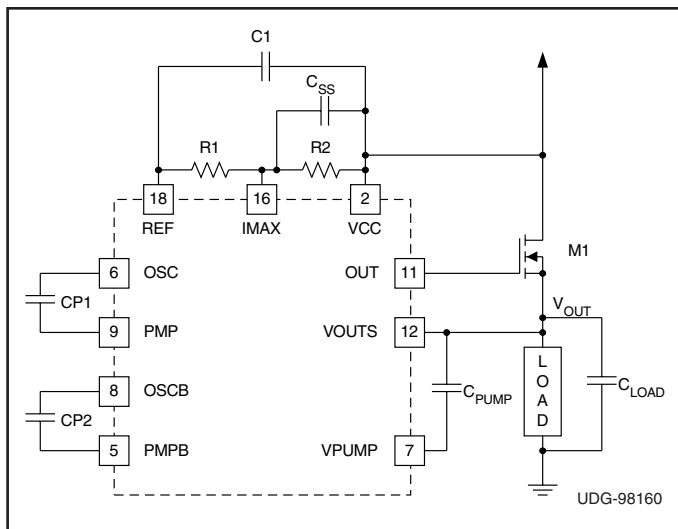 C1
CSS
R1
R2
18
16
2
REF
IMAX
VCC
6
OSC
OUT
11
M1
CP1
9
PMP
VOUTS
12
VOUT
8
OSCB
CPUMP
LOAD
CLOAD
CP2
5
PMPB
VPUMP
7
UDG-98160